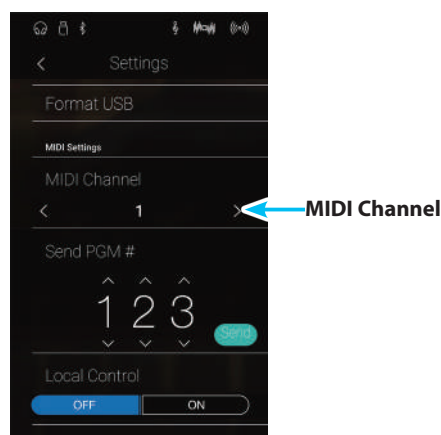 < Settings
Format USB
MIDI Settings
MIDI Channel
< 1 >
MIDI Channel
Send PGM #
1 2 3
Send
Local Control
OFF ON